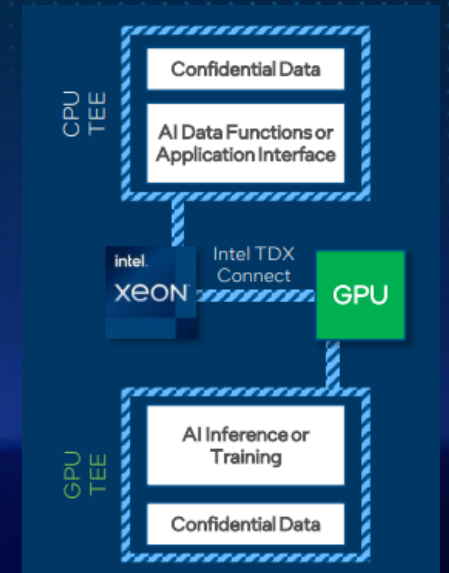 CPU
TEE
Confidential Data
AI Data Functions or
Application Interface
intel.
xeon
Intel TDX
Connect
GPU
GPU
TEE
AI Inference or
Training
Confidential Data